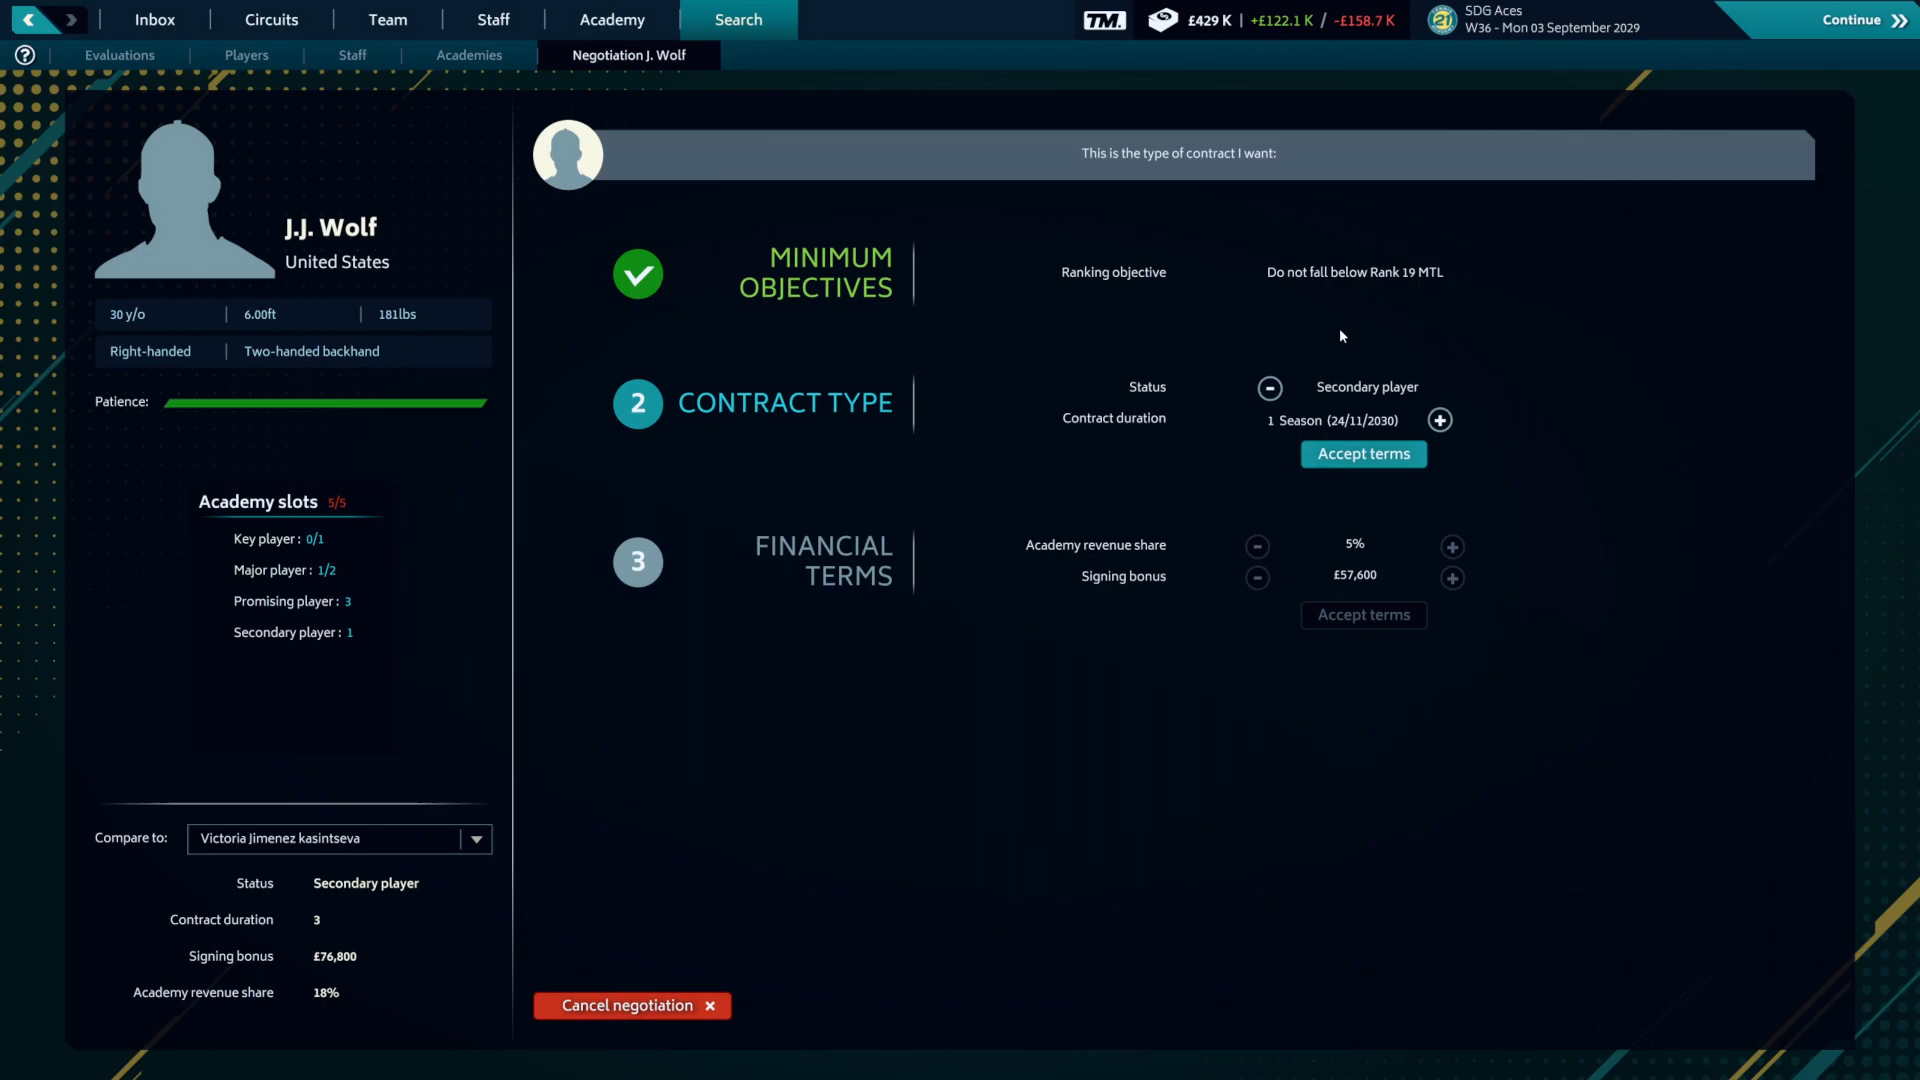 Inbox
Circuits
Team
Staff
Academy
Search
TM.
£429 K | +£122.1 K / -£158.7 K
21
SDG Aces
W36 - Mon 03 September 2029
Continue
?
Evaluations
Players
Staff
Academies
Negotiation J. Wolf
J.J. Wolf
United States
30 y/o
6.00ft
181lbs
Right-handed
Two-handed backhand
Patience:
Academy slots 5/5
Key player : 0/1
Major player : 1/2
Promising player : 3
Secondary player : 1
Compare to:
Victoria Jimenez kasintseva
Status
Secondary player
Contract duration
3
Signing bonus
£76,800
Academy revenue share
18%
This is the type of contract I want:
MINIMUM
OBJECTIVES
Ranking objective
Do not fall below Rank 19 MTL
2
CONTRACT TYPE
Status
Secondary player
Contract duration
1 Season (24/11/2030)
Accept terms
3
FINANCIAL
TERMS
Academy revenue share
5%
Signing bonus
£57,600
Accept terms
Cancel negotiation